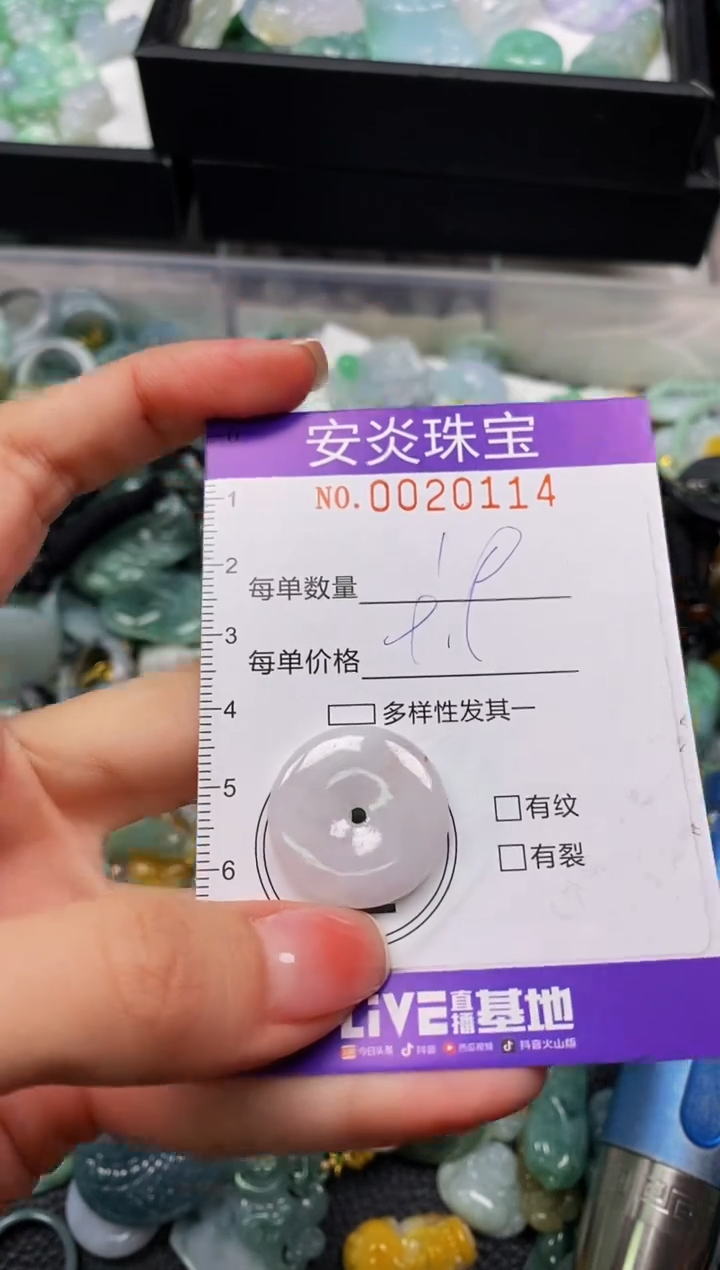 安炎珠宝
NO.0020114
0
1
2
每单数量
3
每单价格
4
多样性发其一
5
有纹
有裂
6
LiVE直播基地
今日头条 抖音 西瓜视频 抖音火山版